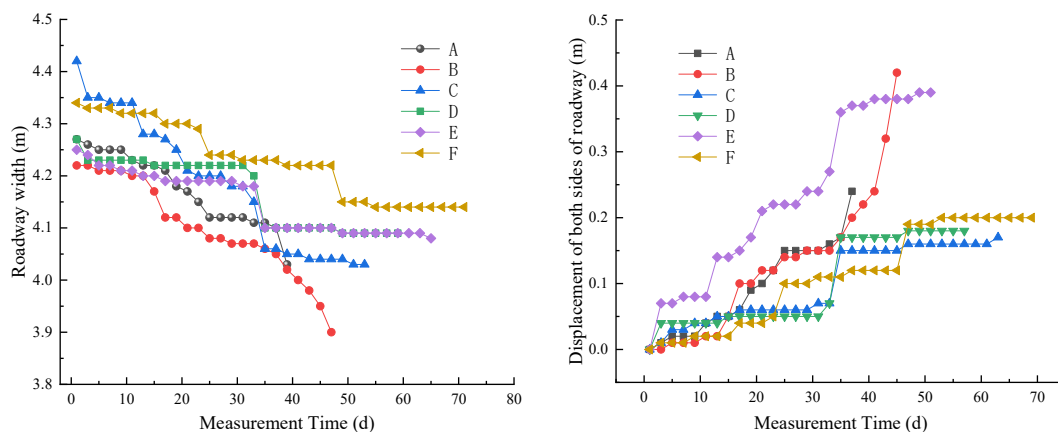 4.5
4.4
4.3
4.2
4.1
4.0
3.9
3.8
Roadway width (m)
0 10 20 30 40 50 60 70 80
Measurement Time (d)
A
B
C
D
E
F
0.5
0.4
0.3
0.2
0.1
0.0
Displacement of both sides of roadway (m)
0 10 20 30 40 50 60 70
Measurement Time (d)
A
B
C
D
E
F